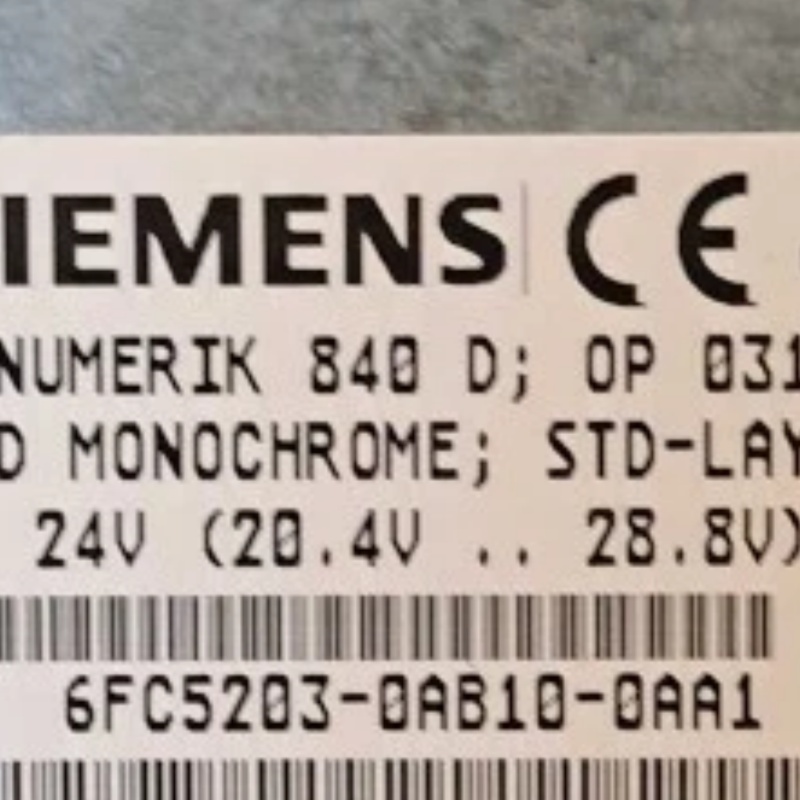 IEMENS CE
NUMERIK 840 D; OP 031
D MONOCHROME; STD-LAY
24V (20.4V .. 28.8V)
6FC5203-0AB10-0AA1